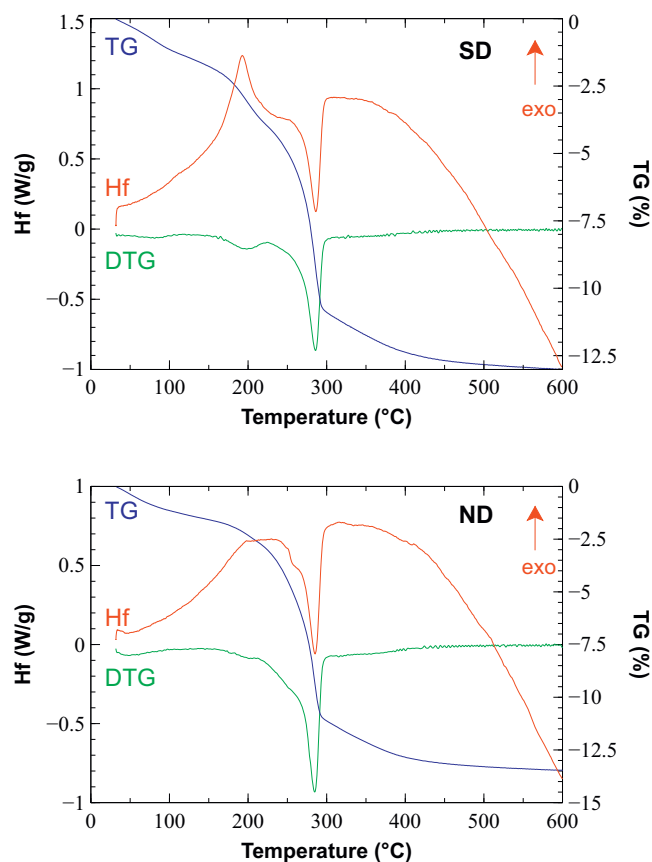 1.5
1
0.5
0
−0.5
−1
Hf (W/g)
TG
SD
exo
Hf
DTG
0
−2.5
−5
−7.5
−10
−12.5
TG (%)
0 100 200 300 400 500 600
Temperature (°C)
1
0.5
0
−0.5
−1
Hf (W/g)
TG
ND
exo
Hf
DTG
0
−2.5
−5
−7.5
−10
−12.5
−15
TG (%)
0 100 200 300 400 500 600
Temperature (°C)